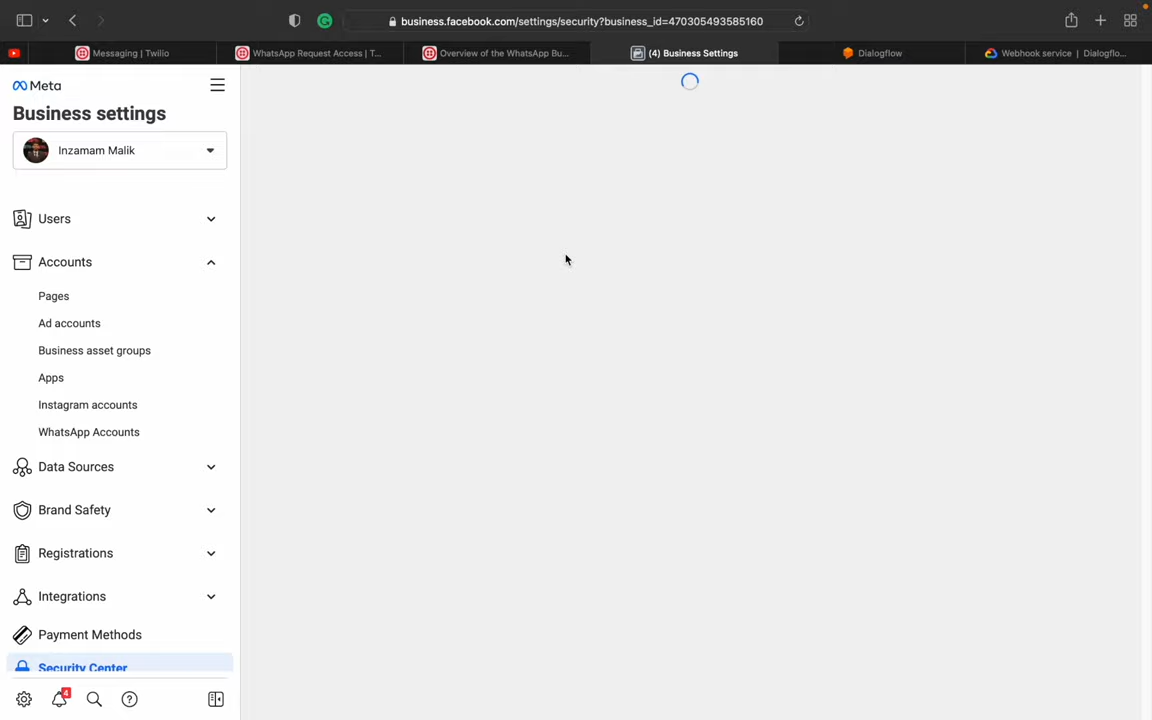 business.facebook.com/settings/security?business_id=470305493585160
Messaging | Twilio
WhatsApp Request Access | T...
Overview of the WhatsApp Bu...
(4) Business Settings
Dialogflow
Webhook service | Dialogflo...
Meta
Business settings
Inzamam Malik
Users
Accounts
Pages
Ad accounts
Business asset groups
Apps
Instagram accounts
WhatsApp Accounts
Data Sources
Brand Safety
Registrations
Integrations
Payment Methods
Security Center
4